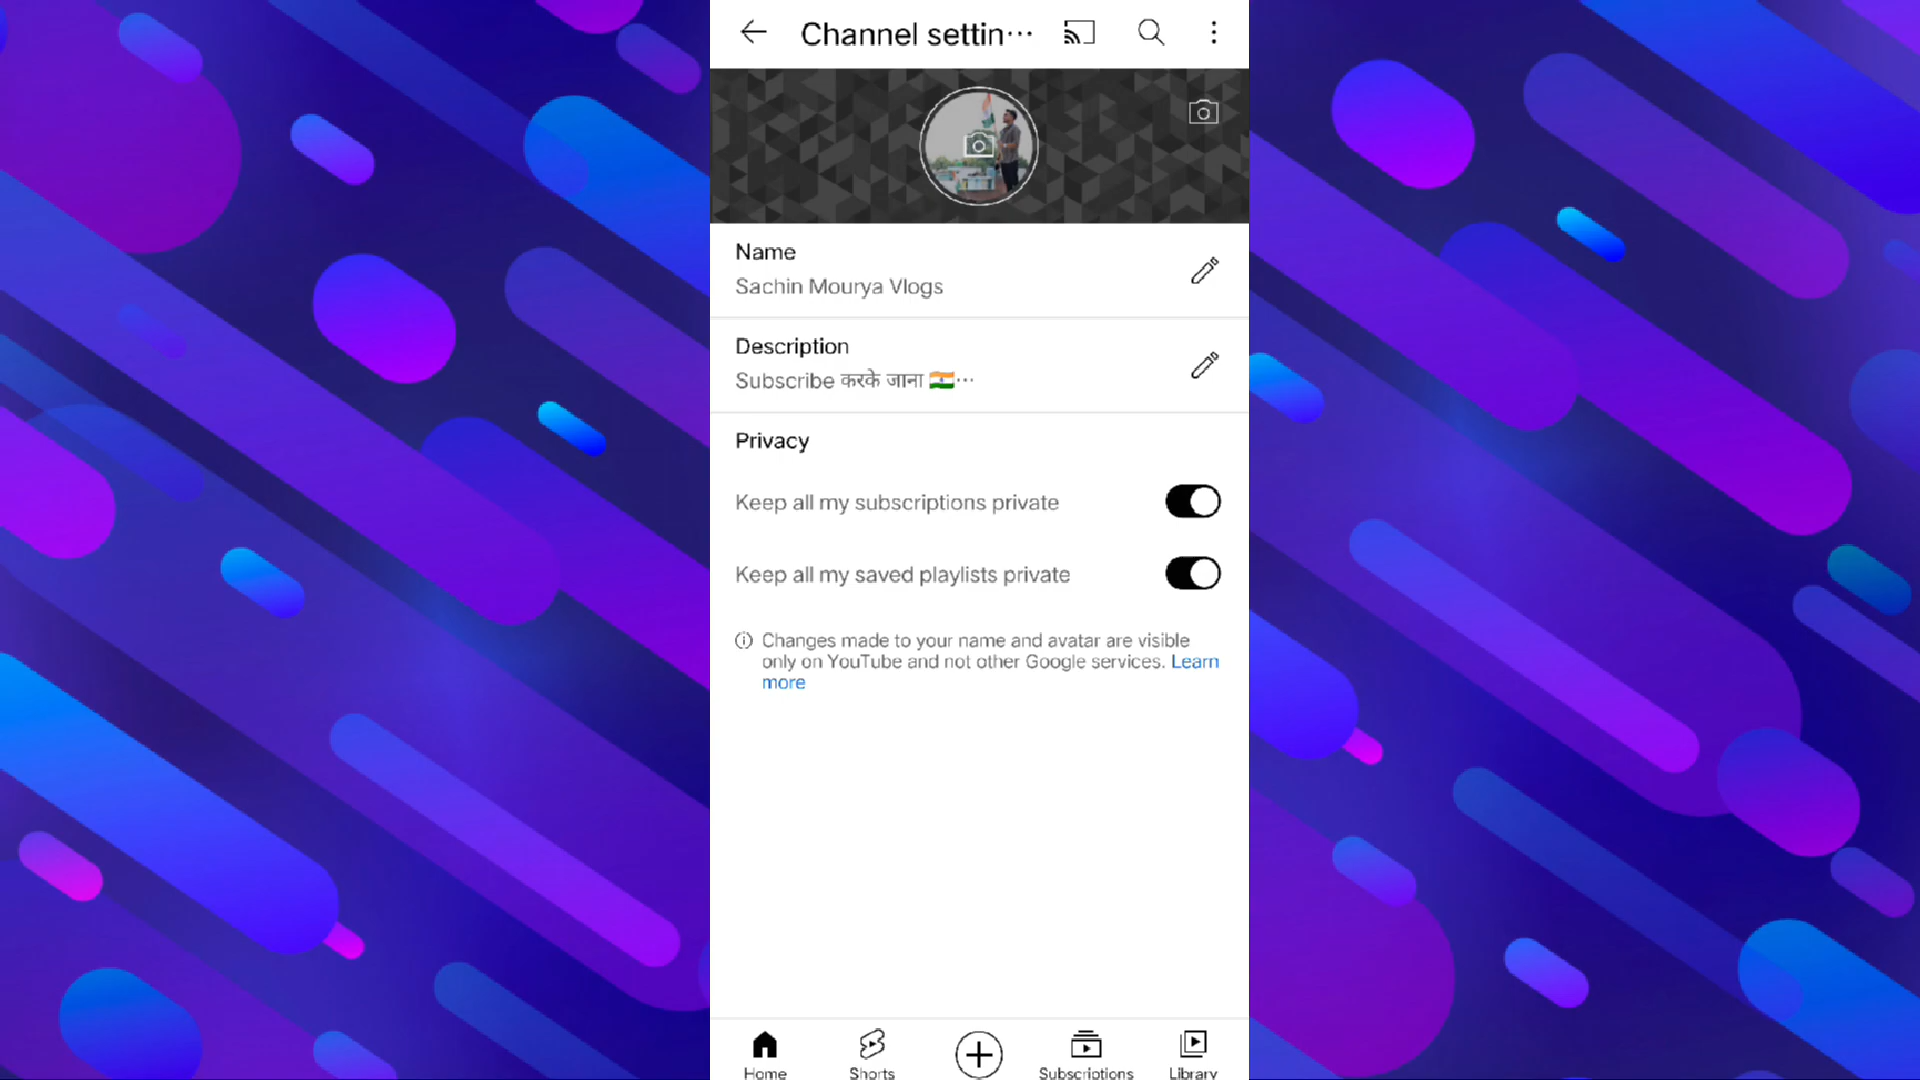 Channel settin...
Name
Sachin Mourya Vlogs
Description
Subscribe करके जाना 🇮🇳...
Privacy
Keep all my subscriptions private
Keep all my saved playlists private
Changes made to your name and avatar are visible
only on YouTube and not other Google services. Learn
more
Home Shorts Subscriptions Library